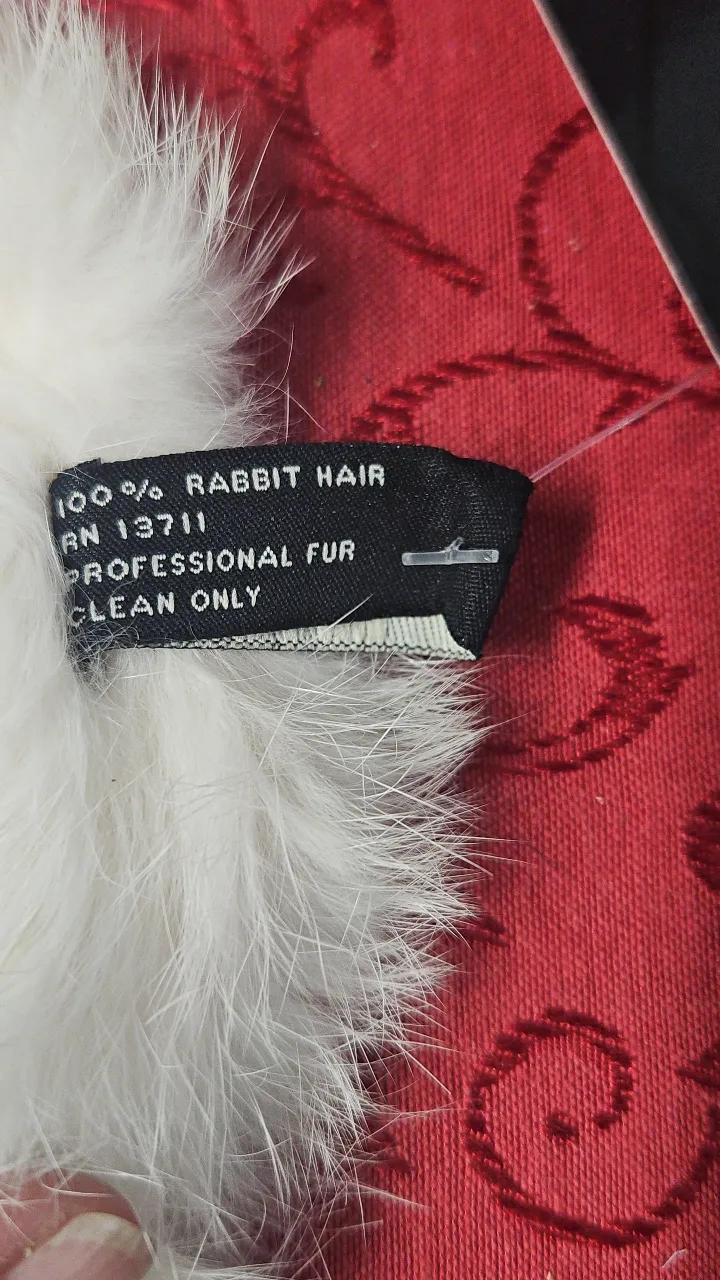 100% RABBIT HAIR
RN 13711
PROFESSIONAL FUR
CLEAN ONLY